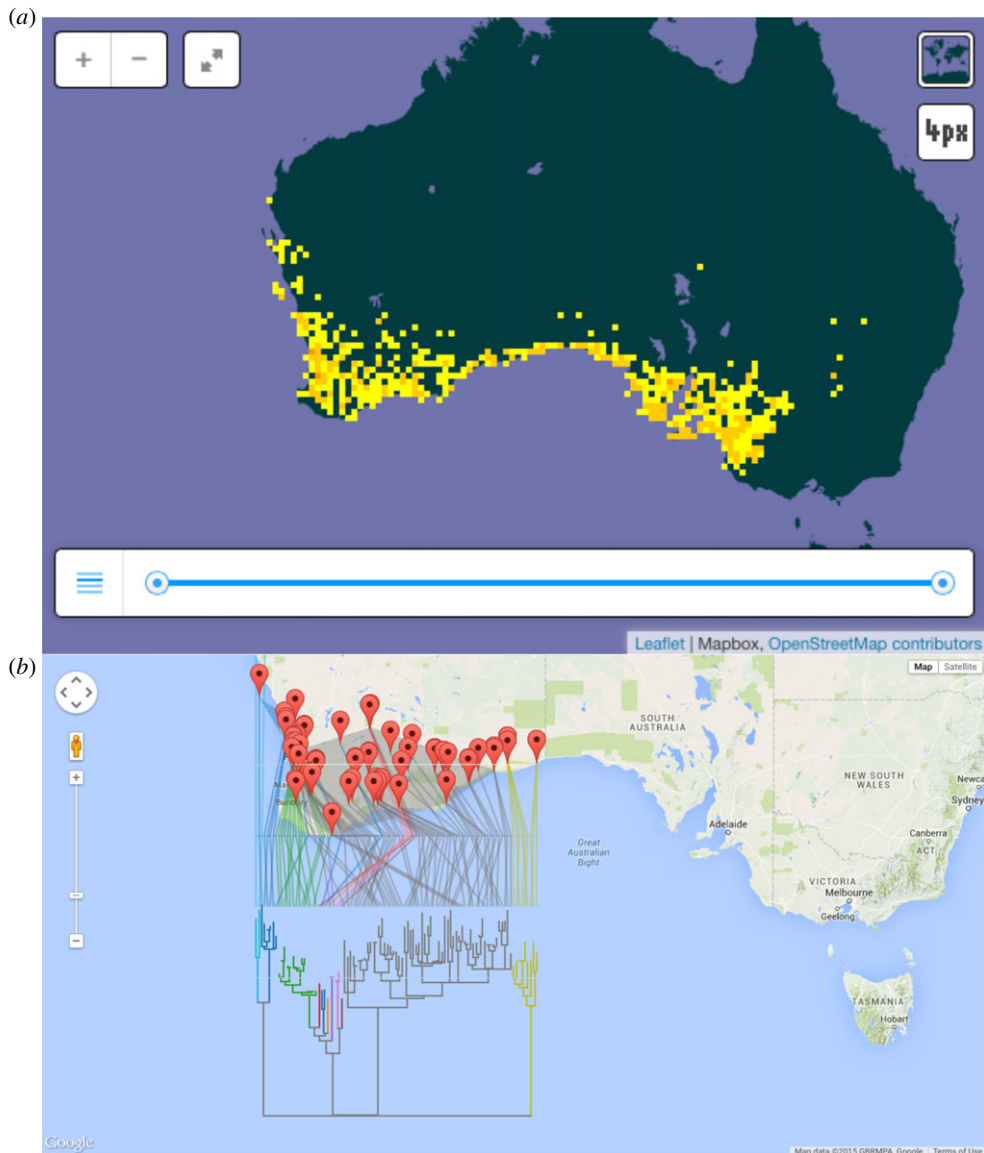 (a)
+ −
4px
Leaflet | Mapbox, OpenStreetMap contributors
(b)
Map Satellite
SOUTH
AUSTRALIA
NEW SOUTH
WALES
Sydney
Adelaide
Canberra
ACT
Great
Australian
Bight
VICTORIA
Melbourne
Geelong
TASMANIA
Hobart
Google
Map data ©2015 GBRMPA, Google Terms of Use